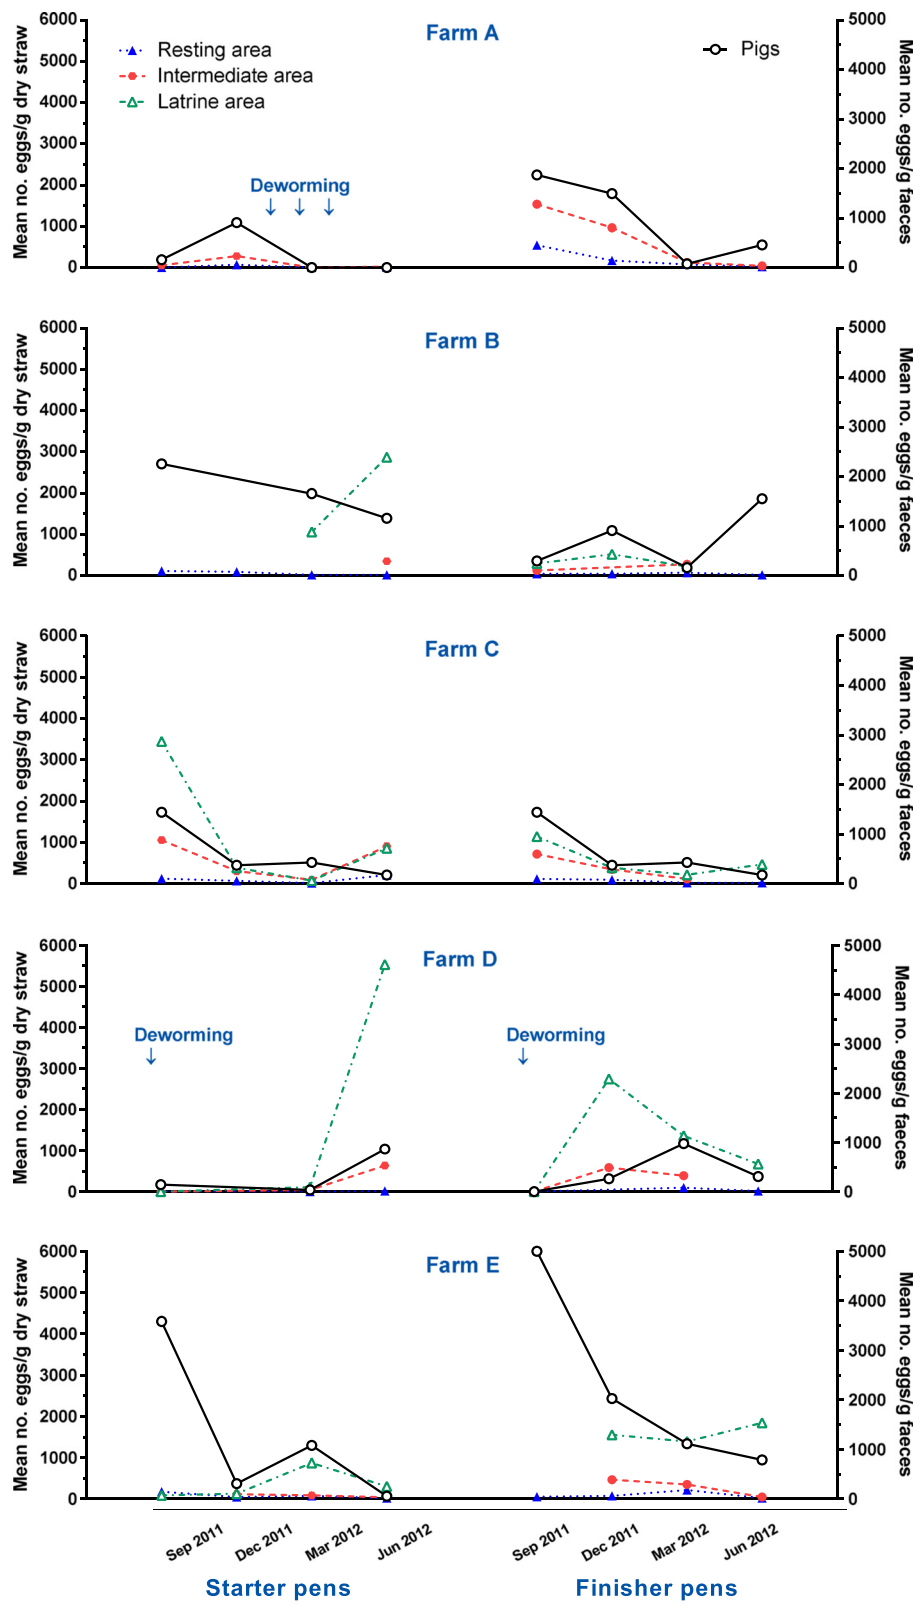 Farm A
Mean no. eggs/g dry straw
6000
5000
4000
3000
2000
1000
0
Resting area
Intermediate area
Latrine area
Deworming
↓ ↓ ↓
Pigs
5000
4000
3000
2000
1000
0
Mean no. eggs/g faeces
Farm B
Mean no. eggs/g dry straw
6000
5000
4000
3000
2000
1000
0
5000
4000
3000
2000
1000
0
Mean no. eggs/g faeces
Farm C
Mean no. eggs/g dry straw
6000
5000
4000
3000
2000
1000
0
5000
4000
3000
2000
1000
0
Mean no. eggs/g faeces
Farm D
Mean no. eggs/g dry straw
6000
5000
4000
3000
2000
1000
0
Deworming
↓
Deworming
↓
5000
4000
3000
2000
1000
0
Mean no. eggs/g faeces
Farm E
Mean no. eggs/g dry straw
6000
5000
4000
3000
2000
1000
0
5000
4000
3000
2000
1000
0
Mean no. eggs/g faeces
Sep 2011 Dec 2011 Mar 2012 Jun 2012
Sep 2011 Dec 2011 Mar 2012 Jun 2012
Starter pens
Finisher pens